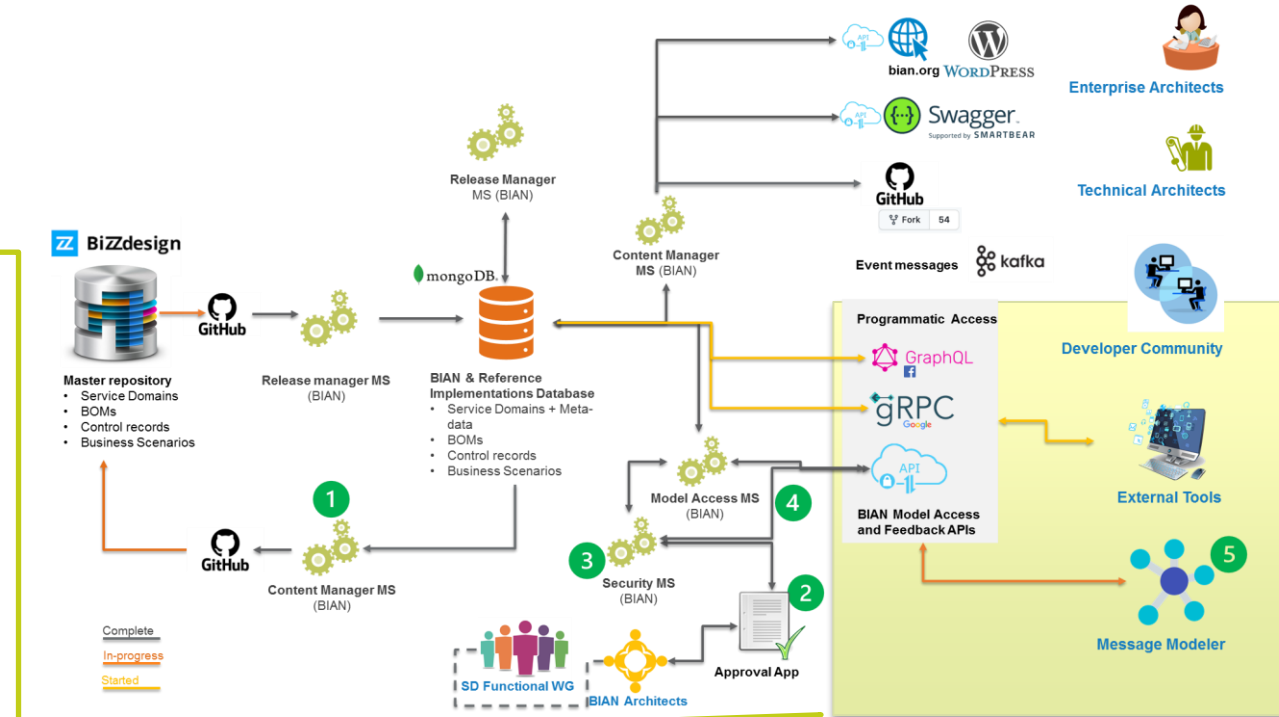 API
bian.org
WORDPRESS
Enterprise Architects
API
Swagger
Supported by SMARTBEAR
Technical Architects
Release Manager
MS (BIAN)
GitHub
Fork 54
Content Manager
MS (BIAN)
Event messages
kafka
BiZZdesign
mongoDB.
GitHub
Programmatic Access
GraphQL
Developer Community
Master repository
• Service Domains
• BOMs
• Control records
• Business Scenarios
Release manager MS
(BIAN)
BIAN & Reference
Implementations Database
• Service Domains + Meta-
data
• BOMs
• Control records
• Business Scenarios
gRPC
Google
API
External Tools
Model Access MS
(BIAN)
4
BIAN Model Access
and Feedback APIs
1
GitHub
Content Manager MS
(BIAN)
3
Security MS
(BIAN)
2
5
Message Modeler
Complete
In-progress
Started
SD Functional WG
BIAN Architects
Approval App